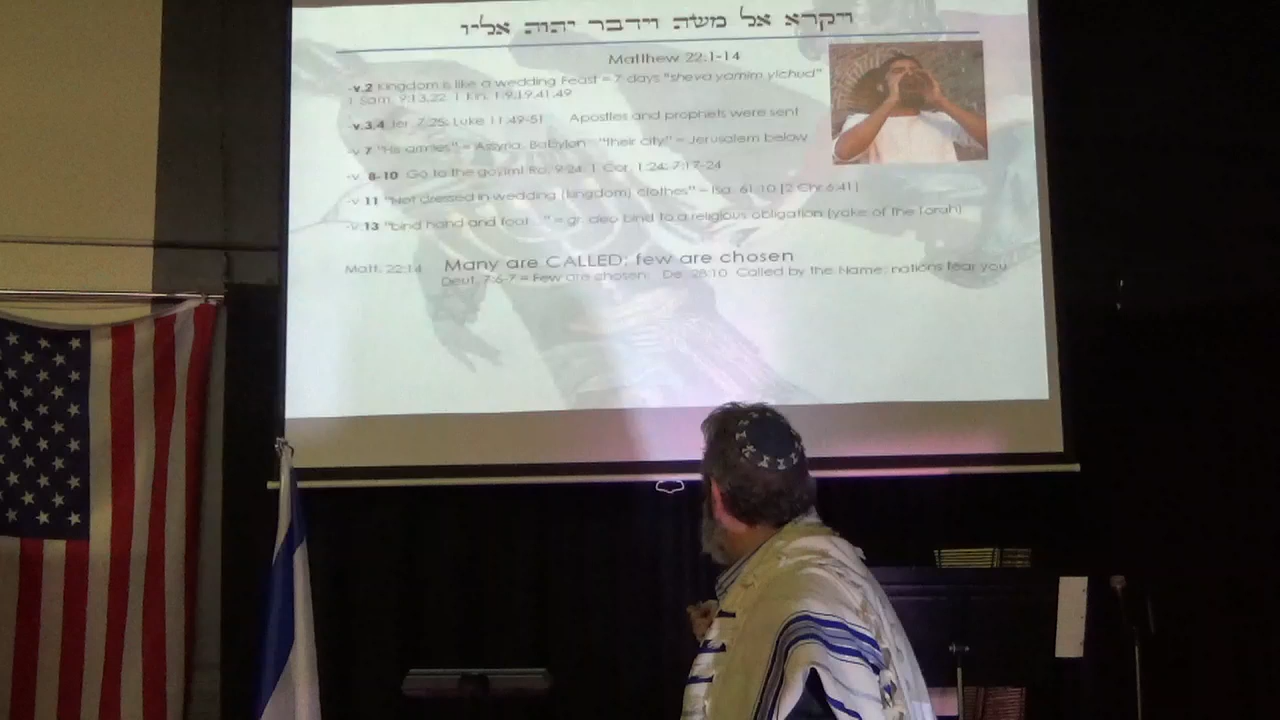 ויקרא אל משה וידבר יהוה אליו
Matthew 22:1-14
-v.2 Kingdom is like a wedding Feast = 7 days "sheva yamim yichud"
1 Sam. 9:13,22 1 Kin. 1:9,19,41,49
-v.3,4 Jer. 7:25; Luke 11:49-51 Apostles and prophets were sent
-v 7 "His armies" = Assyria, Babylon "their city" = Jerusalem below
-v. 8-10 Go to the goyim! Ro. 9:24; 1 Cor. 1:24; 7:17-24
-v 11 "Not dressed in wedding (kingdom) clothes" – Isa. 61:10 [2 Chr 6:41]
-v.13 "bind hand and foot..." = gr. deo bind to a religious obligation (yoke of the Torah)
Matt. 22:14 Many are CALLED; few are chosen
Deut. 7:6-7 = Few are chosen; De. 28:10 Called by the Name; nations fear you